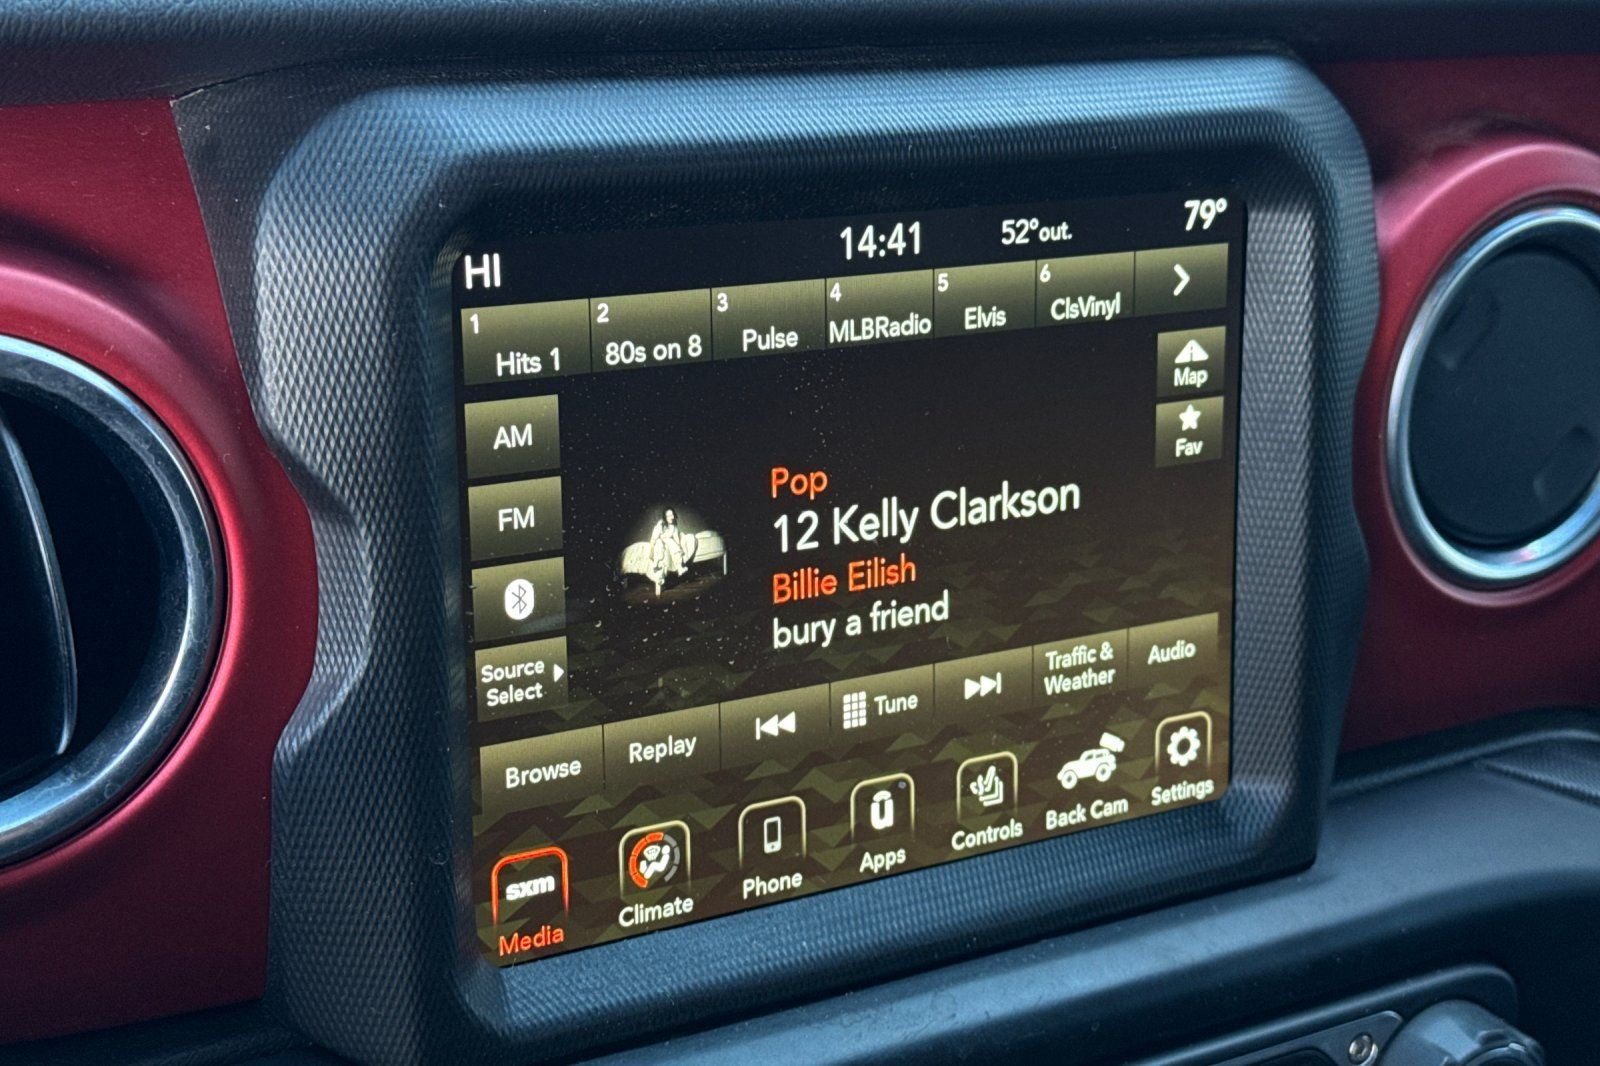 HI 14:41 52°out. 79°
1 2 3 4 5 6
Hits 1 80s on 8 Pulse MLBRadio Elvis ClsVinyl
Map
Fav
AM
FM
Source
Select
Pop
12 Kelly Clarkson
Billie Eilish
bury a friend
Browse Replay Tune Traffic &
Weather Audio
sxm
Media Climate Phone Apps Controls Back Cam Settings